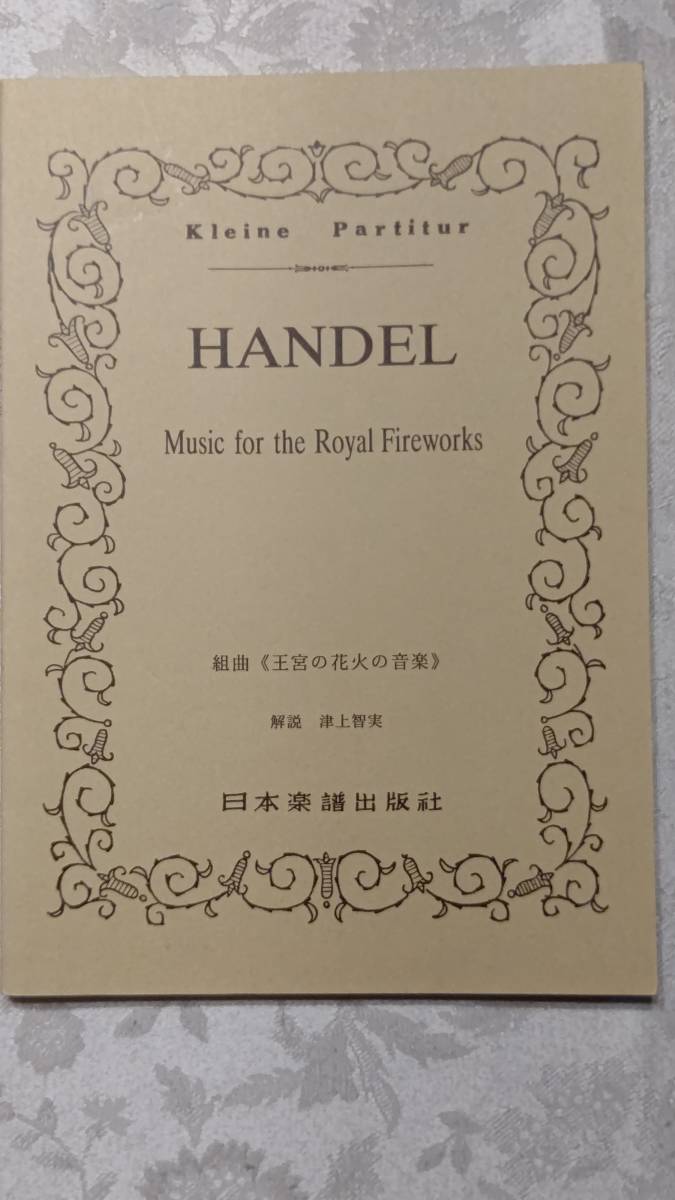 Kleine Partitur
HANDEL
Music for the Royal Fireworks
組曲《王宮の花火の音楽》
解説 津上智実
日本楽譜出版社